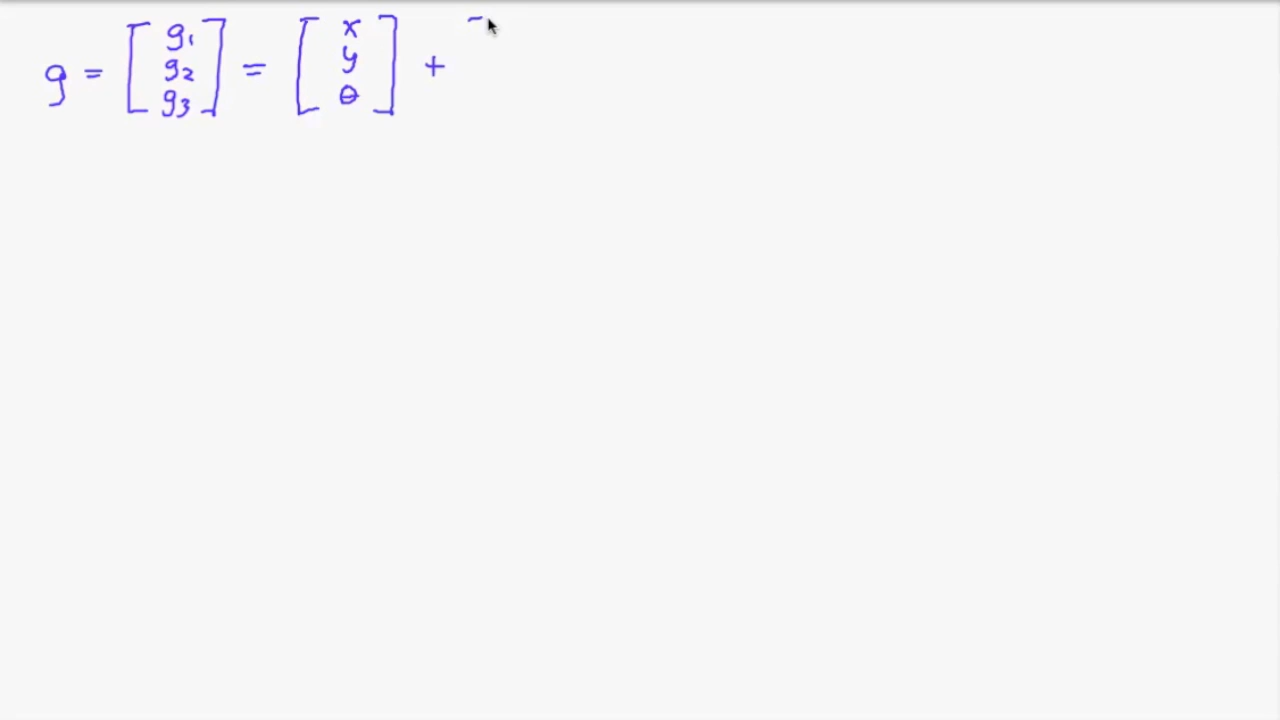 g = [ g1 g2 g3 ] = [ x y θ ] +